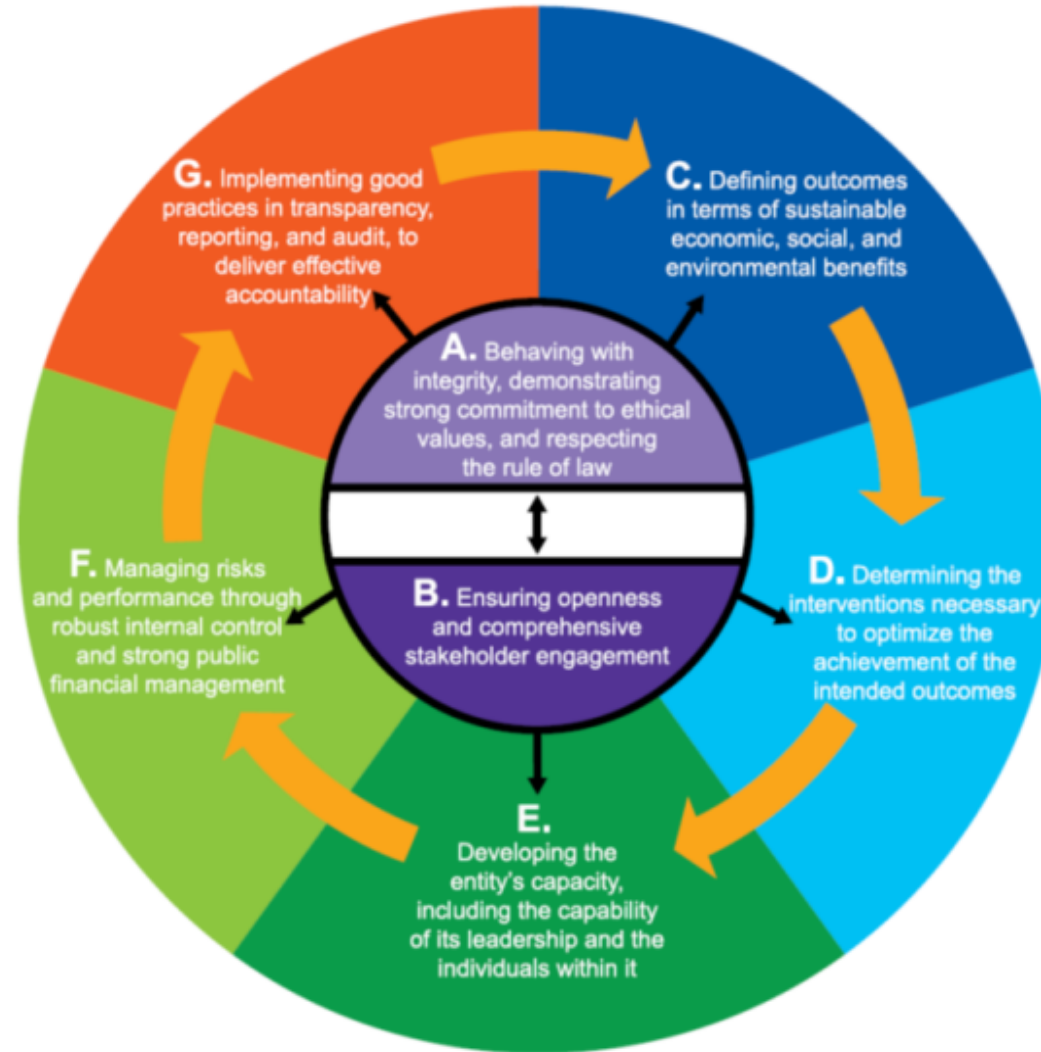 A. Behaving with
integrity, demonstrating
strong commitment to ethical
values, and respecting
the rule of law
B. Ensuring openness
and comprehensive
stakeholder engagement
C. Defining outcomes
in terms of sustainable
economic, social, and
environmental benefits
D. Determining the
interventions necessary
to optimize the
achievement of the
intended outcomes
E.
Developing the
entity's capacity,
including the capability
of its leadership and the
individuals within it
F. Managing risks
and performance through
robust internal control
and strong public
financial management
G. Implementing good
practices in transparency,
reporting, and audit, to
deliver effective
accountability